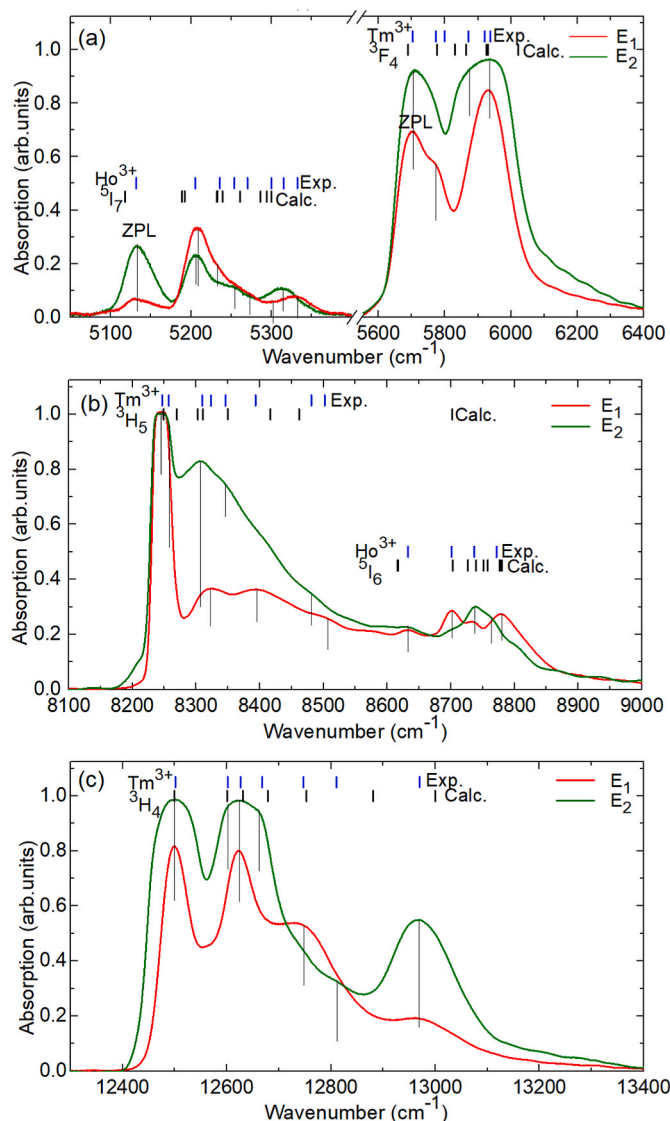 (a)
Tm³⁺ Exp. E₁
³F₄ Calc. E₂
ZPL
Ho³⁺ Exp.
⁵I₇ Calc.
ZPL
Absorption (arb.units)
1.0
0.8
0.6
0.4
0.2
0.0
5100 5200 5300 5600 5800 6000 6200 6400
Wavenumber (cm⁻¹)
(b)
Tm³⁺ Exp. E₁
³H₅ Calc. E₂
Ho³⁺ Exp.
⁵I₆ Calc.
Absorption (arb.units)
1.0
0.8
0.6
0.4
0.2
0.0
8100 8200 8300 8400 8500 8600 8700 8800 8900 9000
Wavenumber (cm⁻¹)
(c)
Tm³⁺ Exp. E₁
³H₄ Calc. E₂
Absorption (arb.units)
1.0
0.8
0.6
0.4
0.2
0.0
12400 12600 12800 13000 13200 13400
Wavenumber (cm⁻¹)